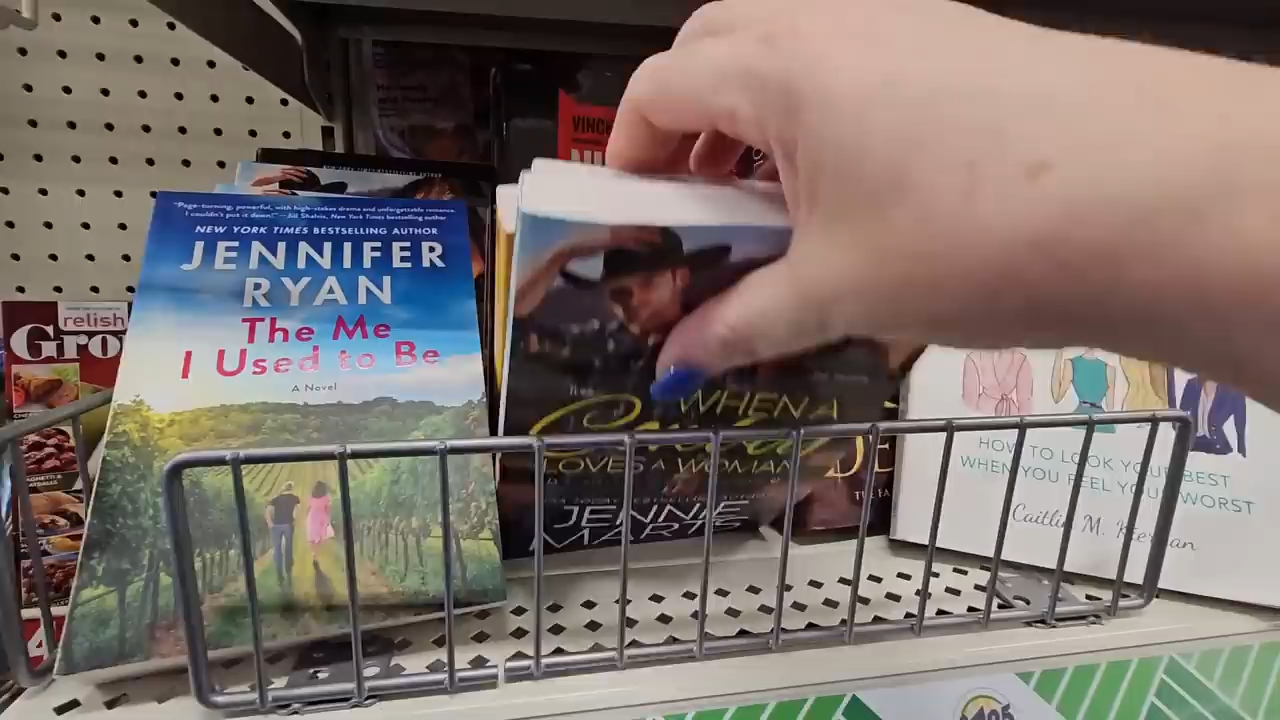 "Page-turning, powerful, with high-stakes drama and unforgettable romance.
I couldn't put it down!" —Jill Shalvis, New York Times bestselling author
NEW YORK TIMES BESTSELLING AUTHOR
JENNIFER
RYAN
The Me
I Used to Be
A Novel
relish
Gro
VINC
WHEN A
LOVES A WOMAN
JENNIE
MARTS
HOW TO LOOK YOUR BEST
WHEN YOU FEEL YOUR WORST
Caitlin M. Kiernan